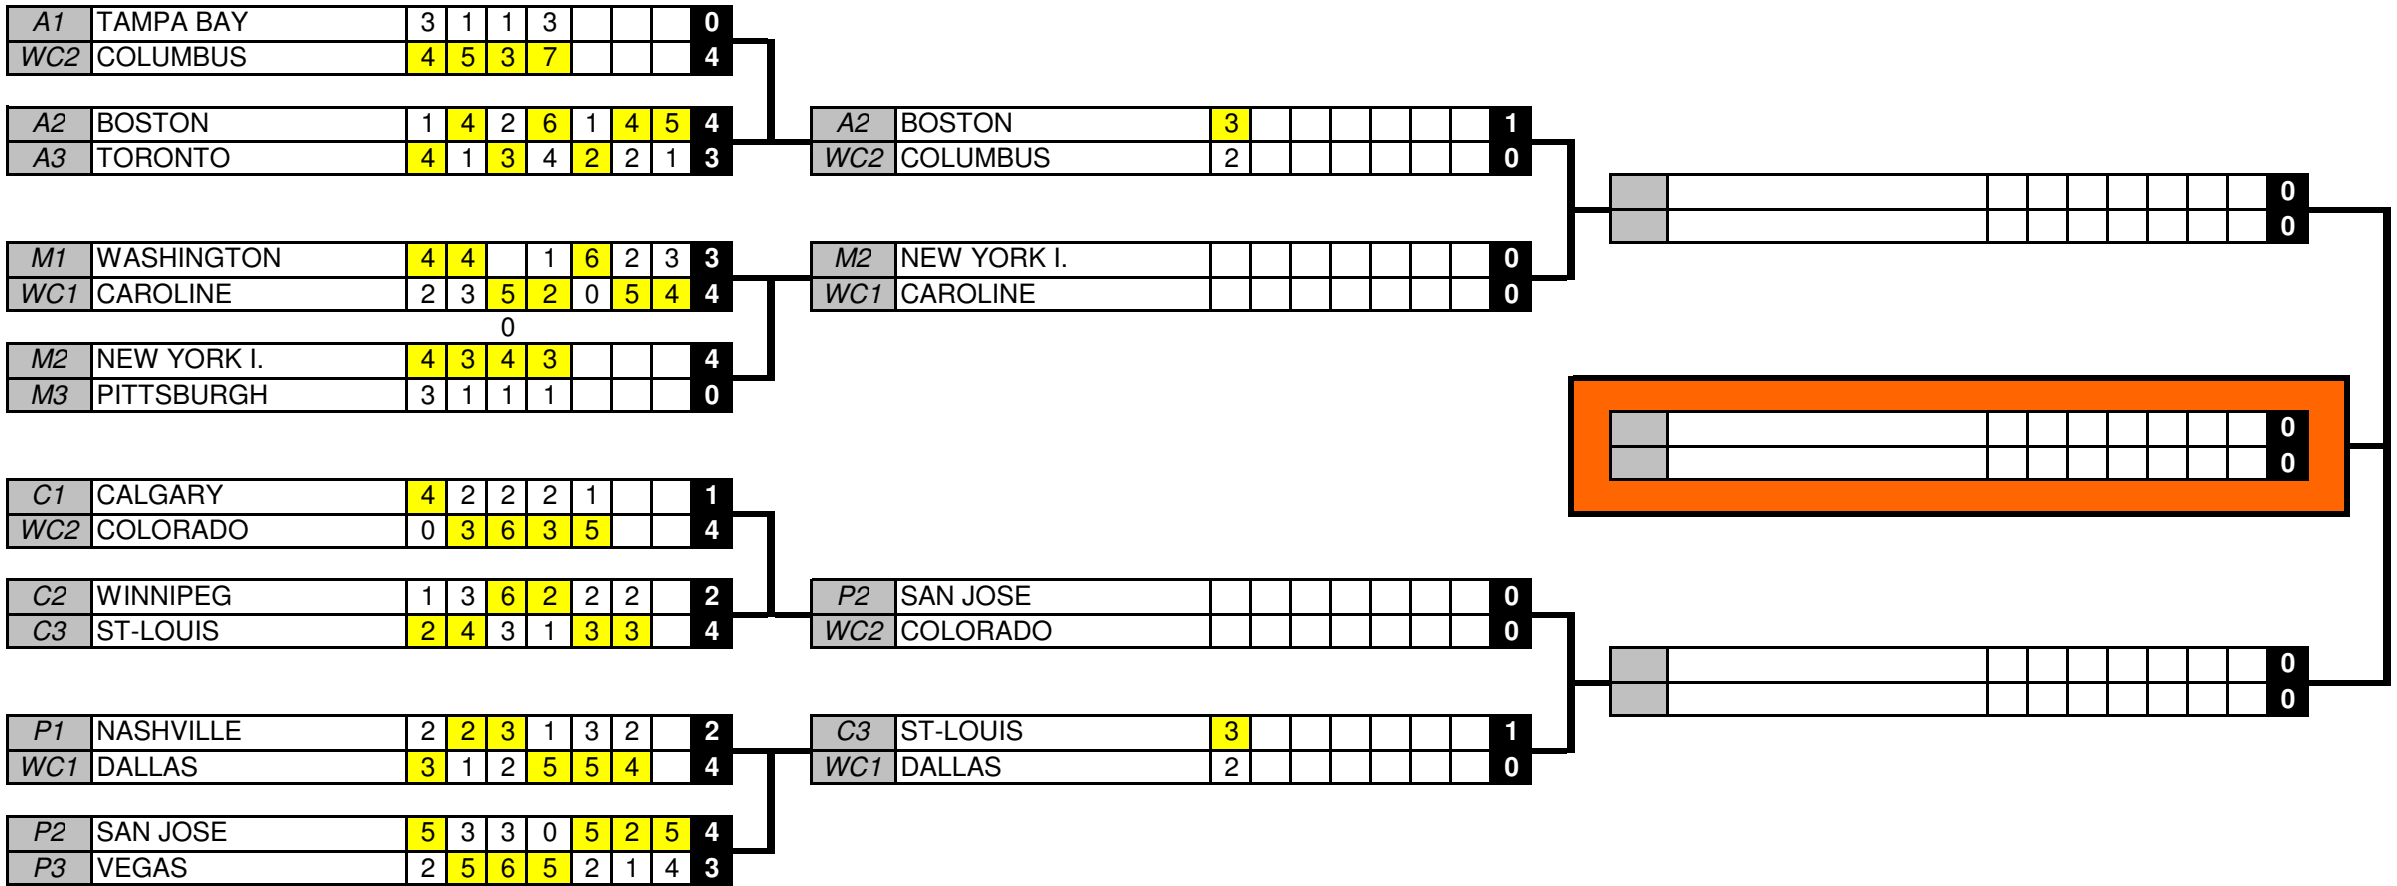 A1 TAMPA BAY 3 1 1 3 0
WC2 COLUMBUS 4 5 3 7 4
A2 BOSTON 1 4 2 6 1 4 5 4
A3 TORONTO 4 1 3 4 2 2 1 3
A2 BOSTON 3 1
WC2 COLUMBUS 2 0
0
0
M1 WASHINGTON 4 4 1 6 2 3 3
WC1 CAROLINE 2 3 5 2 0 5 4 4
0
M2 NEW YORK I. 0
WC1 CAROLINE 0
M2 NEW YORK I. 4 3 4 3 4
M3 PITTSBURGH 3 1 1 1 0
0
0
C1 CALGARY 4 2 2 2 1 1
WC2 COLORADO 0 3 6 3 5 4
C2 WINNIPEG 1 3 6 2 2 2 2
C3 ST-LOUIS 2 4 3 1 3 3 4
P2 SAN JOSE 0
WC2 COLORADO 0
0
0
P1 NASHVILLE 2 2 3 1 3 2 2
WC1 DALLAS 3 1 2 5 5 4 4
C3 ST-LOUIS 3 1
WC1 DALLAS 2 0
P2 SAN JOSE 5 3 3 0 5 2 5 4
P3 VEGAS 2 5 6 5 2 1 4 3